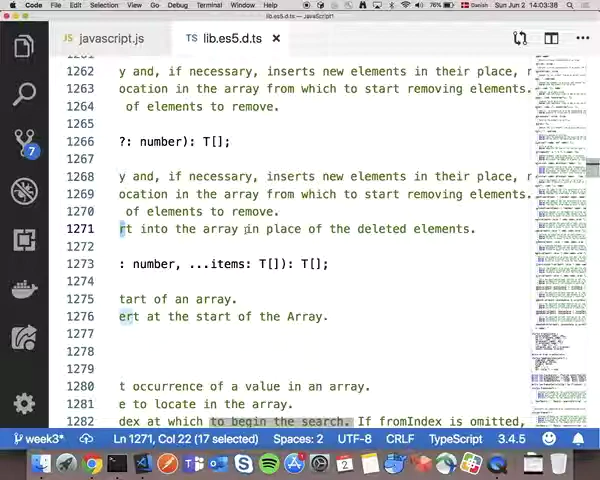 Code File Edit Selection View Go Debug Terminal Window Help 76% Danish Sun Jun 2 14:03:38
lib.es5.d.ts — JavaScript1
JS javascript.js TS lib.es5.d.ts
1261
1262 y and, if necessary, inserts new elements in their place, r
1263 ocation in the array from which to start removing elements.
1264 of elements to remove.
1265
1266 ?: number): T[];
1267
1268 y and, if necessary, inserts new elements in their place, r
1269 ocation in the array from which to start removing elements.
1270 of elements to remove.
1271 rt into the array in place of the deleted elements.
1272
1273 : number, ...items: T[]): T[];
1274
1275 tart of an array.
1276 ert at the start of the Array.
1277
1278
1279
1280 t occurrence of a value in an array.
1281 e to locate in the array.
1282 dex at which to begin the search. If fromIndex is omitted,
7
week3* Ln 1271, Col 22 (17 selected) Spaces: 2 UTF-8 CRLF TypeScript 3.4.5
2